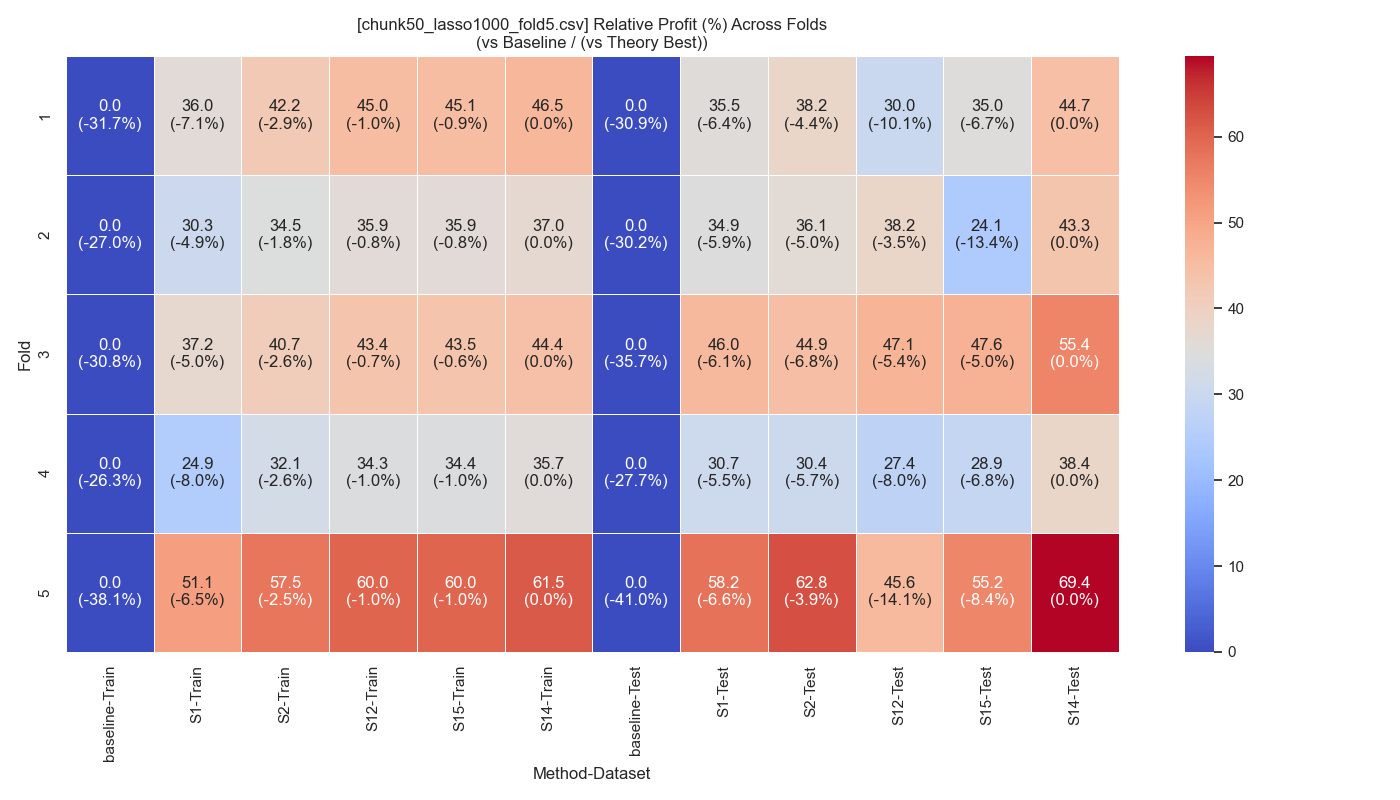 [chunk50_lasso1000_fold5.csv] Relative Profit (%) Across Folds
(vs Baseline / (vs Theory Best))
Fold
1
0.0 36.0 42.2 45.0 45.1 46.5 0.0 35.5 38.2 30.0 35.0 44.7
(-31.7%) (-7.1%) (-2.9%) (-1.0%) (-0.9%) (0.0%) (-30.9%) (-6.4%) (-4.4%) (-10.1%) (-6.7%) (0.0%)
2
0.0 30.3 34.5 35.9 35.9 37.0 0.0 34.9 36.1 38.2 24.1 43.3
(-27.0%) (-4.9%) (-1.8%) (-0.8%) (-0.8%) (0.0%) (-30.2%) (-5.9%) (-5.0%) (-3.5%) (-13.4%) (0.0%)
3
0.0 37.2 40.7 43.4 43.5 44.4 0.0 46.0 44.9 47.1 47.6 55.4
(-30.8%) (-5.0%) (-2.6%) (-0.7%) (-0.6%) (0.0%) (-35.7%) (-6.1%) (-6.8%) (-5.4%) (-5.0%) (0.0%)
4
0.0 24.9 32.1 34.3 34.4 35.7 0.0 30.7 30.4 27.4 28.9 38.4
(-26.3%) (-8.0%) (-2.6%) (-1.0%) (-1.0%) (0.0%) (-27.7%) (-5.5%) (-5.7%) (-8.0%) (-6.8%) (0.0%)
5
0.0 51.1 57.5 60.0 60.0 61.5 0.0 58.2 62.8 45.6 55.2 69.4
(-38.1%) (-6.5%) (-2.5%) (-1.0%) (-1.0%) (0.0%) (-41.0%) (-6.6%) (-3.9%) (-14.1%) (-8.4%) (0.0%)
baseline-Train
S1-Train
S2-Train
S12-Train
S15-Train
S14-Train
baseline-Test
S1-Test
S2-Test
S12-Test
S15-Test
S14-Test
Method-Dataset
60
50
40
30
20
10
0